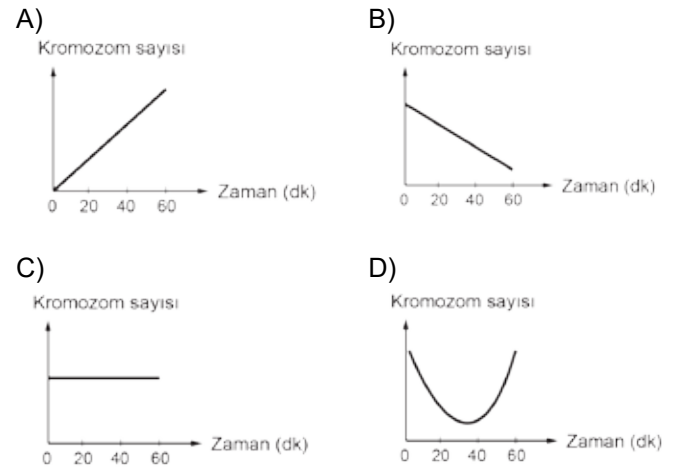 A)
Kromozom sayısı
0 20 40 60
Zaman (dk)
B)
Kromozom sayısı
0 20 40 60
Zaman (dk)
C)
Kromozom sayısı
0 20 40 60
Zaman (dk)
D)
Kromozom sayısı
0 20 40 60
Zaman (dk)